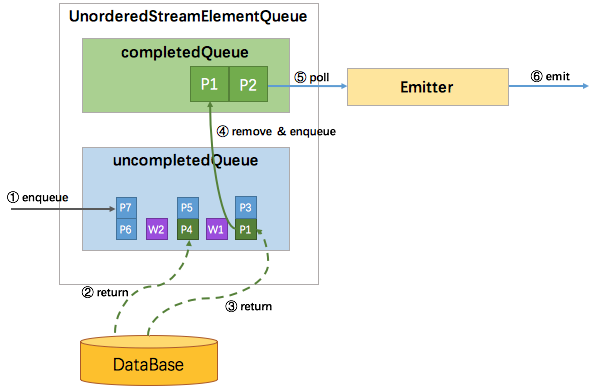 UnorderedStreamElementQueue
completedQueue
P1 P2
⑤ poll
Emitter
⑥ emit
④ remove & enqueue
uncompletedQueue
① enqueue
P7 P5 P3
P6 W2 P4 W1 P1
② return
③ return
DataBase